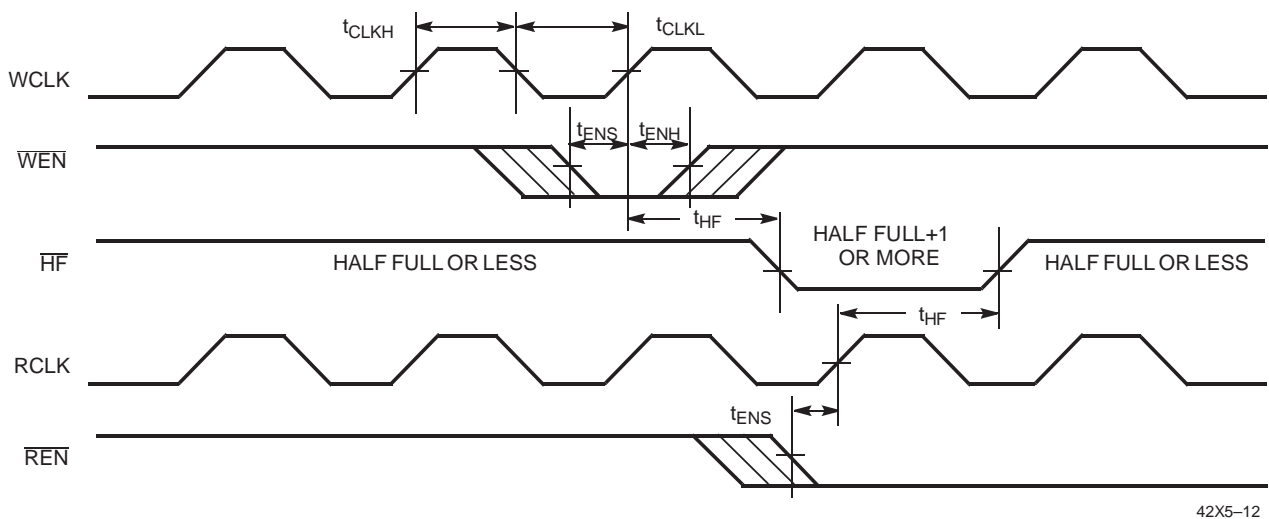 tCLKH
tCLKL
WCLK
tENS
tENH
WEN
tHF
HF
HALF FULL OR LESS
HALF FULL+1
OR MORE
HALF FULL OR LESS
tHF
RCLK
tENS
REN
42X5–12